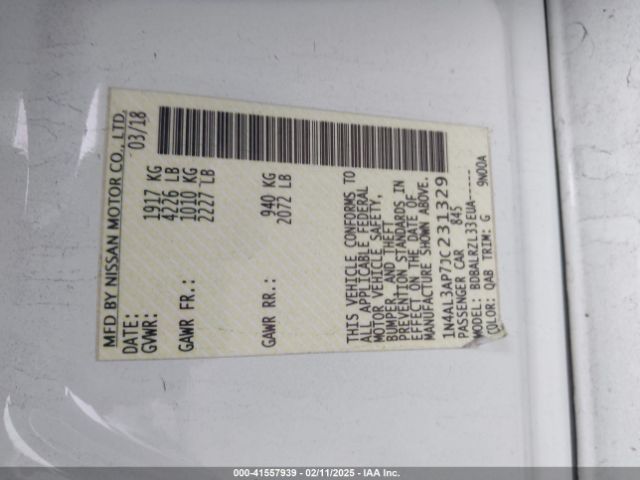 MFD BY NISSAN MOTOR CO., LTD.
DATE: 03/18
GVWR: 1917 KG
4226 LB
GAWR FR.: 1010 KG
2227 LB
GAWR RR.: 940 KG
2072 LB
THIS VEHICLE CONFORMS TO
ALL APPLICABLE FEDERAL
MOTOR VEHICLE SAFETY,
BUMPER, AND THEFT
PREVENTION STANDARDS IN
EFFECT ON THE DATE OF
MANUFACTURE SHOWN ABOVE.
1N4AL3AP7JC231329
PASSENGER CAR 845
MODEL: BDBALRZL33EUA-----
COLOR: QAB TRIM: G 9N00A
000-41557939 / 02/11/2025 - IAA Inc.